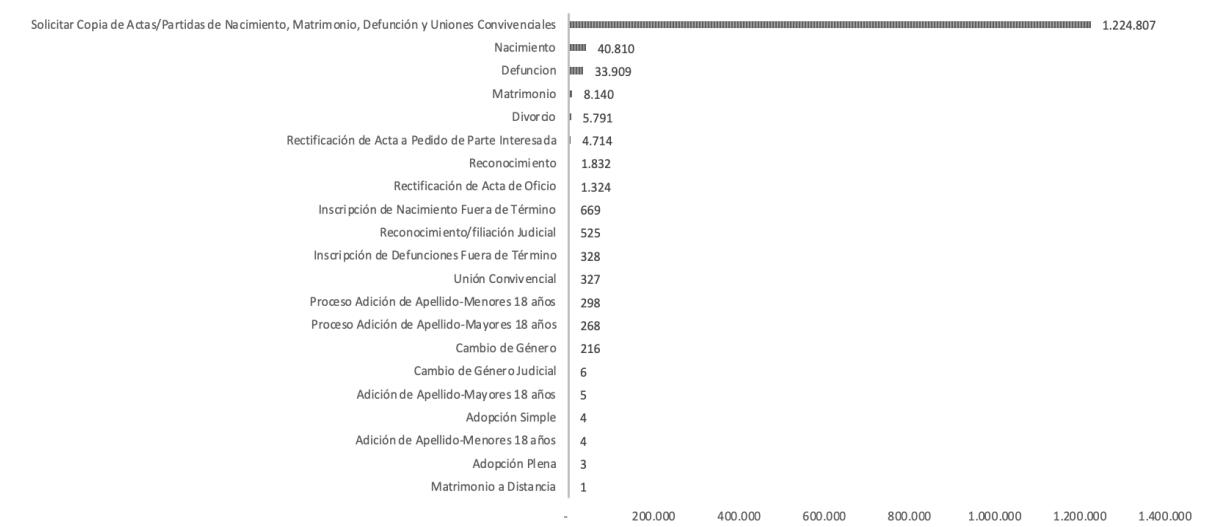 Solicitar Copia de Actas/Partidas de Nacimiento, Matrimonio, Defunción y Uniones Convivenciales 1.224.807
Nacimiento 40.810
Defuncion 33.909
Matrimonio 8.140
Divorcio 5.791
Rectificación de Acta a Pedido de Parte Interesada 4.714
Reconocimiento 1.832
Rectificación de Acta de Oficio 1.324
Inscripción de Nacimiento Fuera de Término 669
Reconocimiento/filiación Judicial 525
Inscripción de Defunciones Fuera de Término 328
Unión Convivencial 327
Proceso Adición de Apellido-Menores 18 años 298
Proceso Adición de Apellido-Mayores 18 años 268
Cambio de Género 216
Cambio de Género Judicial 6
Adición de Apellido-Mayores 18 años 5
Adopción Simple 4
Adición de Apellido-Menores 18 años 4
Adopción Plena 3
Matrimonio a Distancia 1
- 200.000 400.000 600.000 800.000 1.000.000 1.200.000 1.400.000